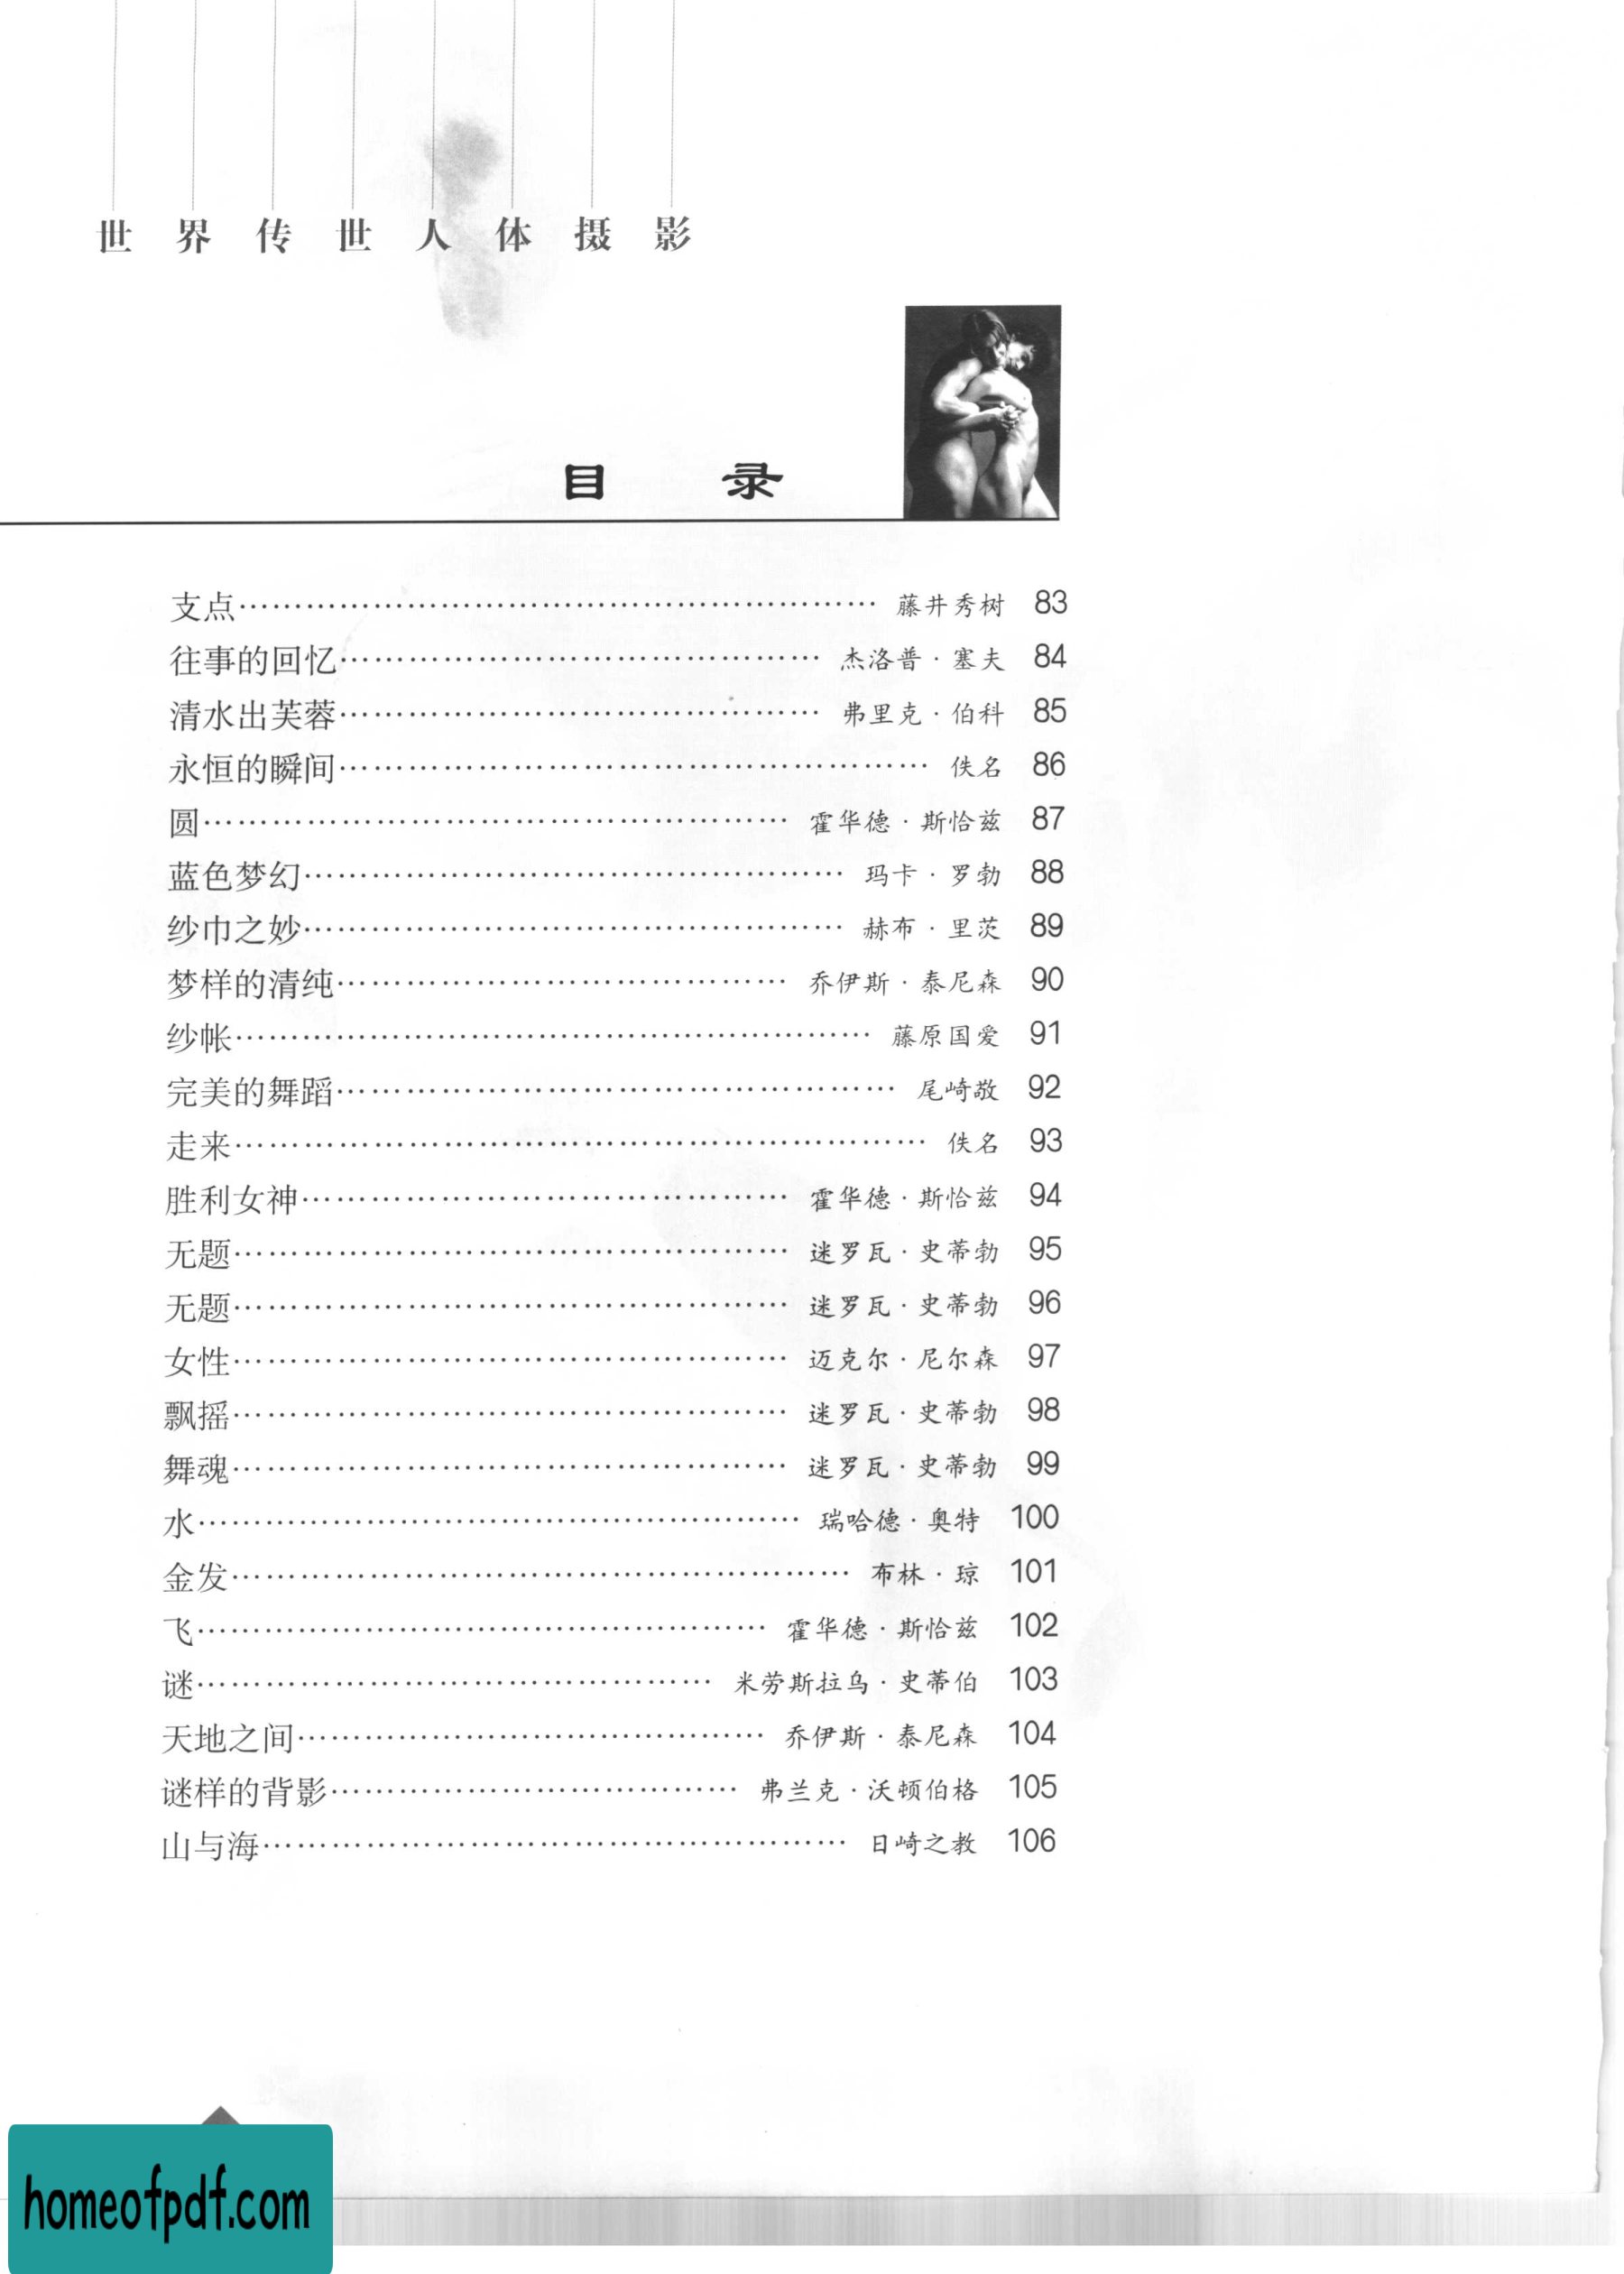 世界传世人体摄影
目 录
支点…………………………………………………… 藤井秀树 83
往事的回忆……………………………………… 杰洛普·塞夫 84
清水出芙蓉……………………………………… 弗里克·伯科 85
永恒的瞬间……………………………………………… 佚名 86
圆……………………………………………… 霍华德·斯恰兹 87
蓝色梦幻…………………………………………… 玛卡·罗勃 88
纱巾之妙…………………………………………… 赫布·里茨 89
梦样的清纯…………………………………… 乔伊斯·泰尼森 90
纱帐…………………………………………………… 藤原国爱 91
完美的舞蹈…………………………………………… 尾崎敬 92
走来……………………………………………………… 佚名 93
胜利女神……………………………………… 霍华德·斯恰兹 94
无题…………………………………………… 迷罗瓦·史蒂勃 95
无题…………………………………………… 迷罗瓦·史蒂勃 96
女性…………………………………………… 迈克尔·尼尔森 97
飘摇…………………………………………… 迷罗瓦·史蒂勃 98
舞魂…………………………………………… 迷罗瓦·史蒂勃 99
水………………………………………………… 瑞哈德·奥特 100
金发………………………………………………… 布林·琼 101
飞……………………………………………… 霍华德·斯恰兹 102
谜………………………………………… 米劳斯拉乌·史蒂伯 103
天地之间……………………………………… 乔伊斯·泰尼森 104
谜样的背影………………………………… 弗兰克·沃顿伯格 105
山与海……………………………………………… 日崎之教 106
homeofpdf.com